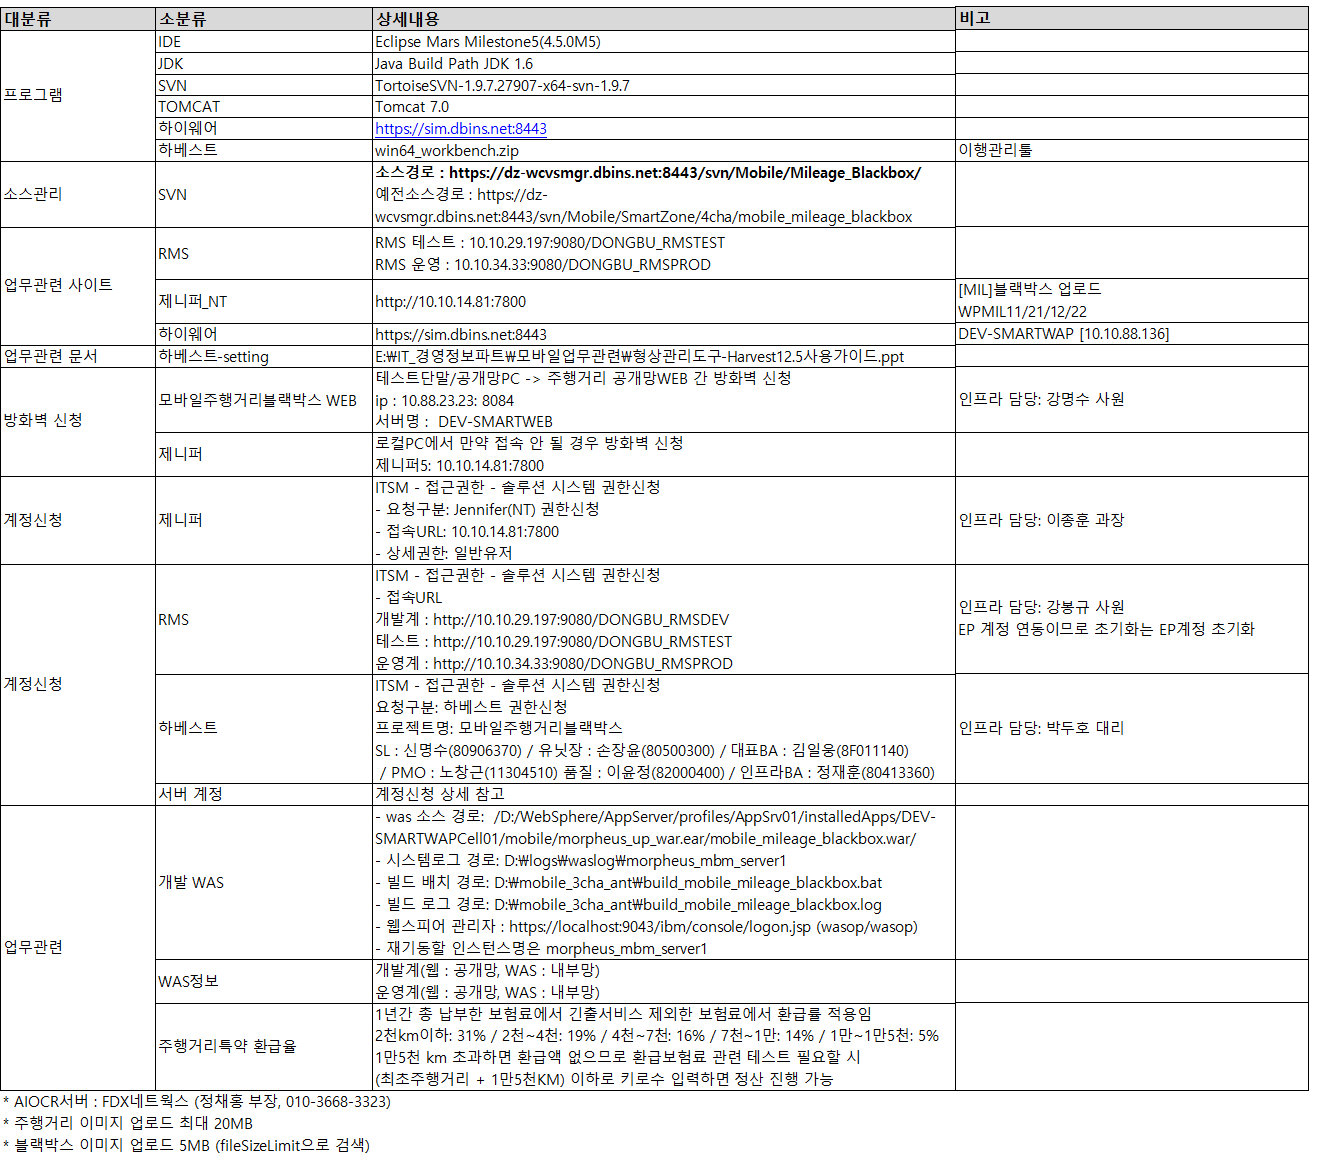 대분류 소분류 상세내용 비고
프로그램
IDE Eclipse Mars Milestone5(4.5.0M5)
JDK Java Build Path JDK 1.6
SVN TortoiseSVN-1.9.7.27907-x64-svn-1.9.7
TOMCAT Tomcat 7.0
하이웨어 https://sim.dbins.net:8443
하베스트 win64_workbench.zip 이행관리툴
소스관리 SVN
소스경로 : https://dz-wcvsmgr.dbins.net:8443/svn/Mobile/Mileage_Blackbox/
예전소스경로 : https://dz-
wcvsmgr.dbins.net:8443/svn/Mobile/SmartZone/4cha/mobile_mileage_blackbox
업무관련 사이트
RMS
RMS 테스트 : 10.10.29.197:9080/DONGBU_RMSTEST
RMS 운영 : 10.10.34.33:9080/DONGBU_RMSPROD
제니퍼_NT http://10.10.14.81:7800
[MIL]블랙박스 업로드
WPMIL11/21/12/22
하이웨어 https://sim.dbins.net:8443 DEV-SMARTWAP [10.10.88.136]
업무관련 문서 하베스트-setting E:₩IT_경영정보파트₩모바일업무관련₩형상관리도구-Harvest12.5사용가이드.ppt
방화벽 신청
모바일주행거리블랙박스 WEB
테스트단말/공개망PC -> 주행거리 공개망WEB 간 방화벽 신청
ip : 10.88.23.23: 8084
서버명 : DEV-SMARTWEB
인프라 담당: 강명수 사원
제니퍼
로컬PC에서 만약 접속 안 될 경우 방화벽 신청
제니퍼5: 10.10.14.81:7800
계정신청 제니퍼
ITSM - 접근권한 - 솔루션 시스템 권한신청
- 요청구분: Jennifer(NT) 권한신청
- 접속URL: 10.10.14.81:7800
- 상세권한: 일반유저
인프라 담당: 이종훈 과장
계정신청
RMS
ITSM - 접근권한 - 솔루션 시스템 권한신청
- 접속URL
개발계 : http://10.10.29.197:9080/DONGBU_RMSDEV
테스트 : http://10.10.29.197:9080/DONGBU_RMSTEST
운영계 : http://10.10.34.33:9080/DONGBU_RMSPROD
인프라 담당: 강봉규 사원
EP 계정 연동이므로 초기화는 EP계정 초기화
하베스트
ITSM - 접근권한 - 솔루션 시스템 권한신청
요청구분: 하베스트 권한신청
프로젝트명: 모바일주행거리블랙박스
SL : 신명수(80906370) / 유닛장 : 손장윤(80500300) / 대표BA : 김일웅(8F011140)
/ PMO : 노창근(11304510) 품질 : 이윤정(82000400) / 인프라BA : 정재훈(80413360)
인프라 담당: 박두호 대리
서버 계정 계정신청 상세 참고
업무관련
개발 WAS
- was 소스 경로: /D:/WebSphere/AppServer/profiles/AppSrv01/installedApps/DEV-
SMARTWAPCell01/mobile/morpheus_up_war.ear/mobile_mileage_blackbox.war/
- 시스템로그 경로: D:₩logs₩waslog₩morpheus_mbm_server1
- 빌드 배치 경로: D:₩mobile_3cha_ant₩build_mobile_mileage_blackbox.bat
- 빌드 로그 경로: D:₩mobile_3cha_ant₩build_mobile_mileage_blackbox.log
- 웹스피어 관리자 : https://localhost:9043/ibm/console/logon.jsp (wasop/wasop)
- 재기동할 인스턴스명은 morpheus_mbm_server1
WAS정보
개발계(웹 : 공개망, WAS : 내부망)
운영계(웹 : 공개망, WAS : 내부망)
주행거리특약 환급율
1년간 총 납부한 보험료에서 긴출서비스 제외한 보험료에서 환급률 적용임
2천km이하: 31% / 2천~4천: 19% / 4천~7천: 16% / 7천~1만: 14% / 1만~1만5천: 5%
1만5천 km 초과하면 환급액 없으므로 환급보험료 관련 테스트 필요할 시
(최초주행거리 + 1만5천KM) 이하로 키로수 입력하면 정산 진행 가능
* AIOCR서버 : FDX네트웍스 (정채홍 부장, 010-3668-3323)
* 주행거리 이미지 업로드 최대 20MB
* 블랙박스 이미지 업로드 5MB (fileSizeLimit으로 검색)